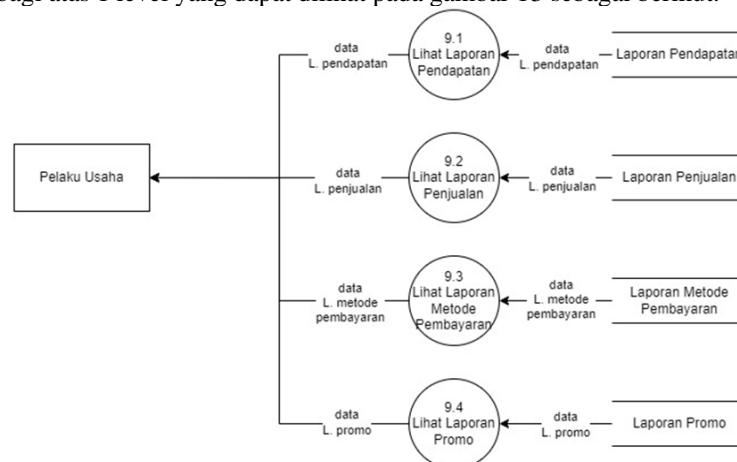 bagi atas 1 level yang dapat dilihat pada gambar 13 sebagai berikut:
9.1
Lihat Laporan
Pendapatan
data
L. pendapatan
data
L. pendapatan
Laporan Pendapatan
Pelaku Usaha
9.2
Lihat Laporan
Penjualan
data
L. penjualan
data
L. penjualan
Laporan Penjualan
9.3
Lihat Laporan
Metode
Pembayaran
data
L. metode
pembayaran
data
L. metode
pembayaran
Laporan Metode
Pembayaran
9.4
Lihat Laporan
Promo
data
L. promo
data
L. promo
Laporan Promo